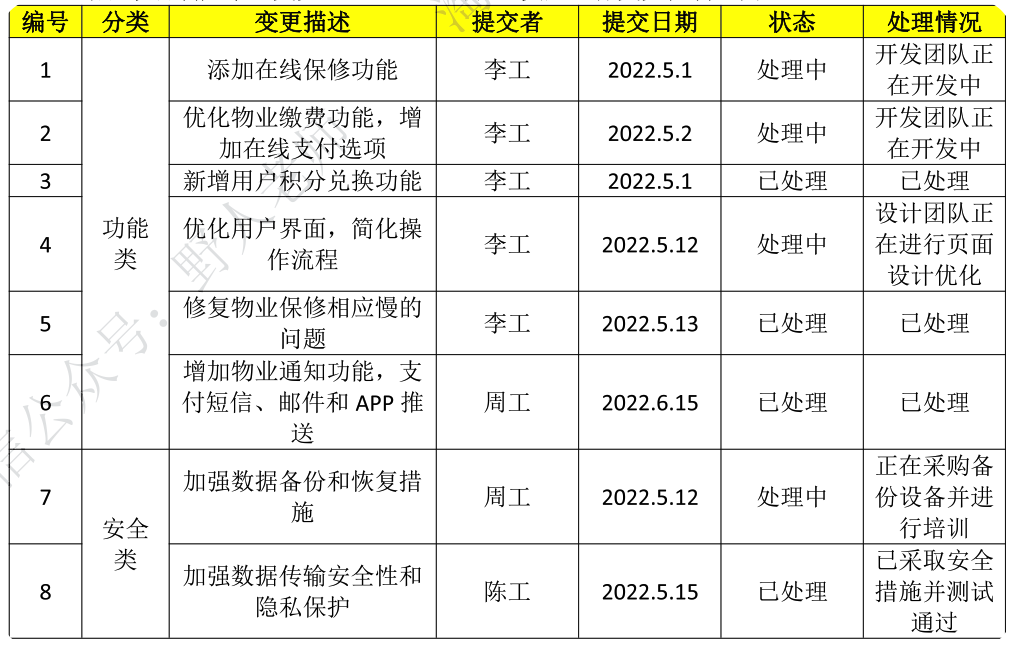 编号 分类 变更描述 提交者 提交日期 状态 处理情况
1 添加在线保修功能 李工 2022.5.1 处理中 开发团队正
在开发中
2 优化物业缴费功能，增 李工 2022.5.2 处理中 开发团队正
加在线支付选项 在开发中
3 新增用户积分兑换功能 李工 2022.5.1 已处理 已处理
功能
类
4 优化用户界面，简化操 李工 2022.5.12 处理中 设计团队正
作流程 在进行页面
设计优化
5 修复物业保修相应慢的 李工 2022.5.13 已处理 已处理
问题
6 增加物业通知功能，支 周工 2022.6.15 已处理 已处理
付短信、邮件和 APP 推
送
7 加强数据备份和恢复措 周工 2022.5.12 处理中 正在采购备
施 份设备并进
行培训
安全
类
8 加强数据传输安全性和 陈工 2022.5.15 已处理 已采取安全
隐私保护 措施并测试
通过
信公众号：野人老师